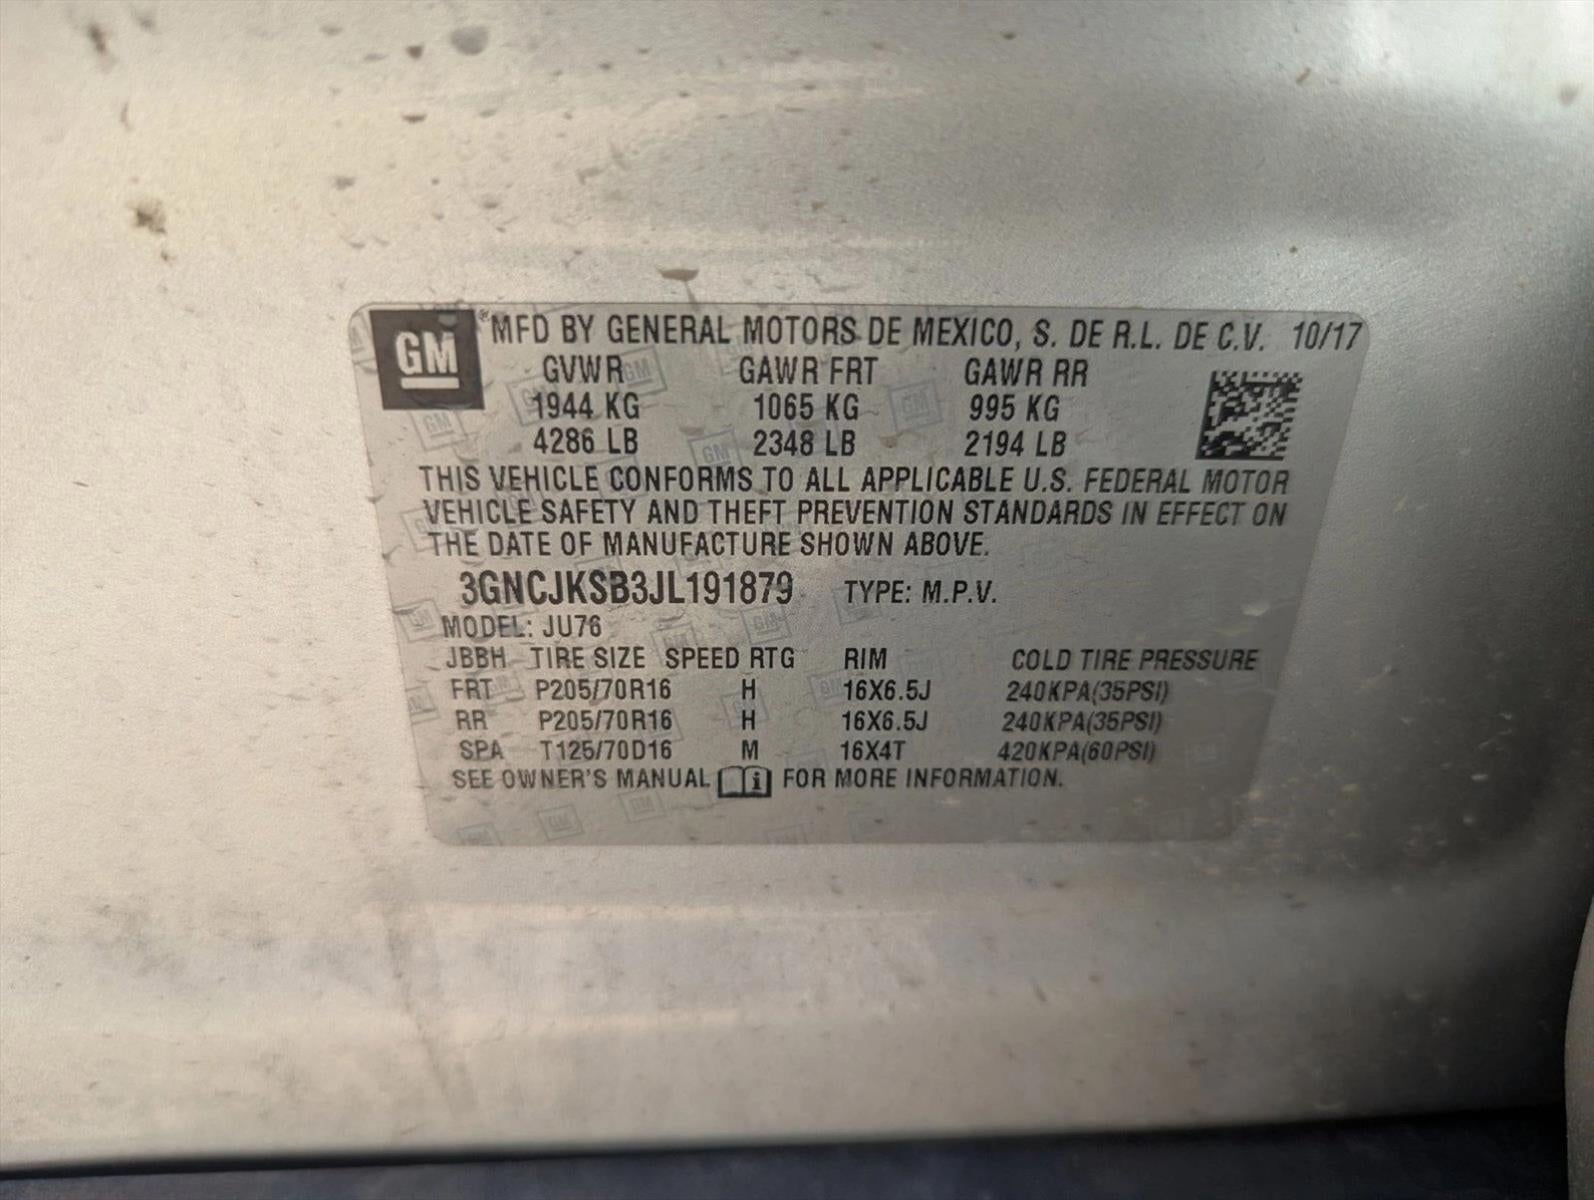 GM ® MFD BY GENERAL MOTORS DE MEXICO, S. DE R.L. DE C.V. 10/17
GVWR GAWR FRT GAWR RR
1944 KG 1065 KG 995 KG
4286 LB 2348 LB 2194 LB
THIS VEHICLE CONFORMS TO ALL APPLICABLE U.S. FEDERAL MOTOR
VEHICLE SAFETY AND THEFT PREVENTION STANDARDS IN EFFECT ON
THE DATE OF MANUFACTURE SHOWN ABOVE.
3GNCJKSB3JL191879 TYPE: M.P.V.
MODEL: JU76
JBBH TIRE SIZE SPEED RTG RIM COLD TIRE PRESSURE
FRT P205/70R16 H 16X6.5J 240KPA(35PSI)
RR P205/70R16 H 16X6.5J 240KPA(35PSI)
SPA T125/70D16 M 16X4T 420KPA(60PSI)
SEE OWNER'S MANUAL i FOR MORE INFORMATION.